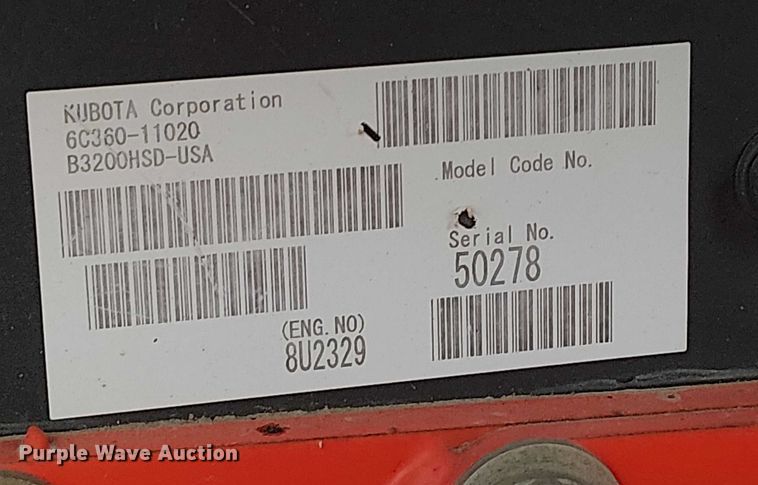 KUBOTA Corporation
6C360-11020
B3200HSD-USA
Model Code No.
Serial No.
50278
(ENG. NO)
8U2329
Purple Wave Auction®